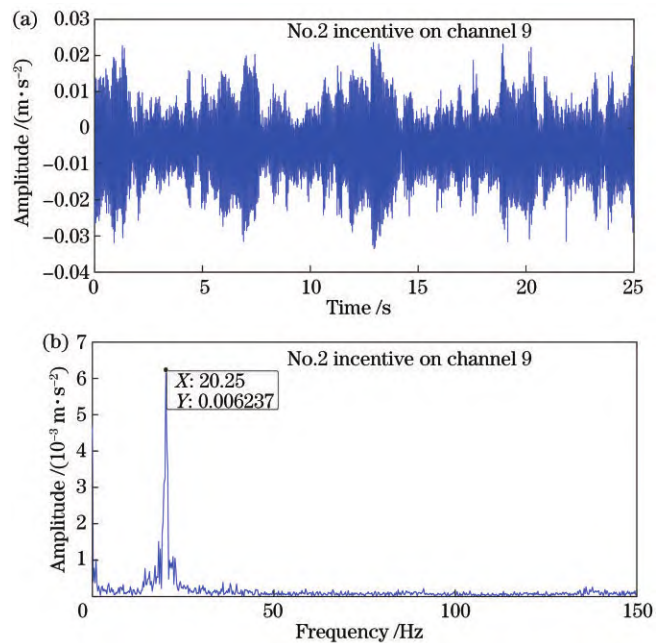 (a)
No.2 incentive on channel 9
Amplitude /(m·s⁻²)
0.03
0.02
0.01
0
−0.01
−0.02
−0.03
−0.04
0 5 10 15 20 25
Time /s
(b)
No.2 incentive on channel 9
Amplitude /(10⁻³ m·s⁻²)
7
6
5
4
3
2
1
X: 20.25
Y: 0.006237
0 50 100 150
Frequency /Hz